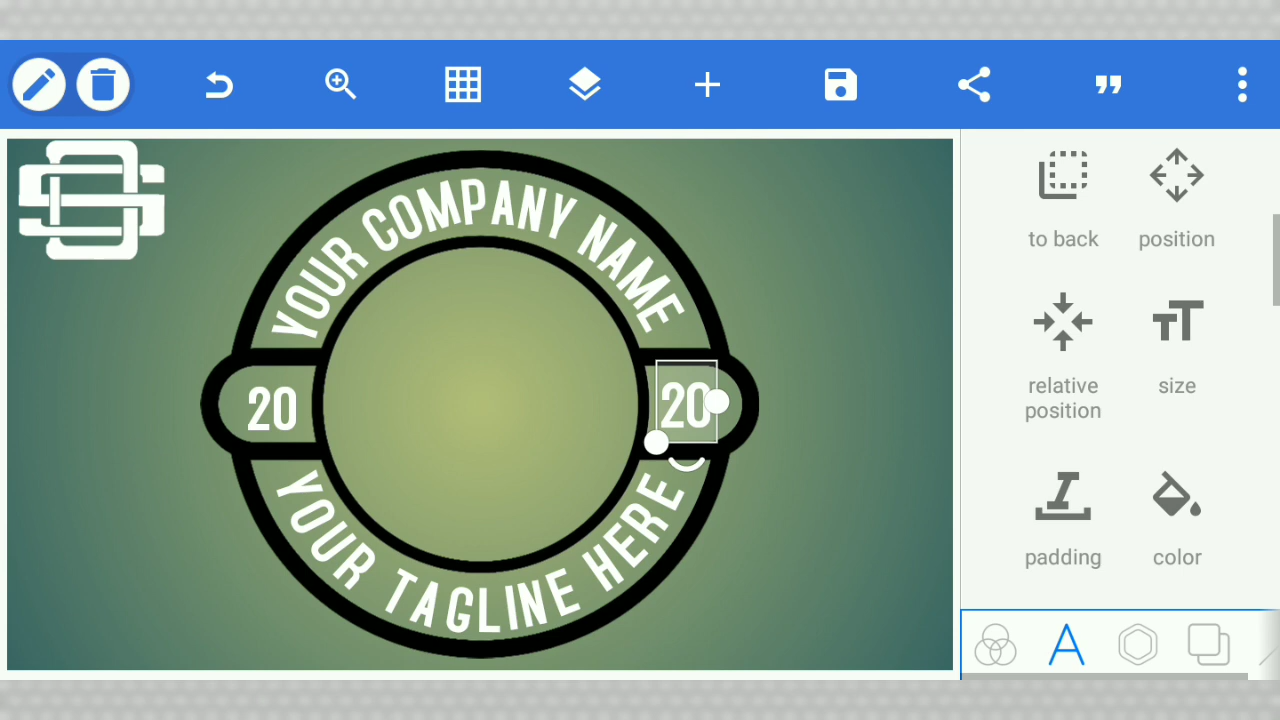 YOUR COMPANY NAME
20
20
YOUR TAGLINE HERE
to back
position
relative
position
size
padding
color